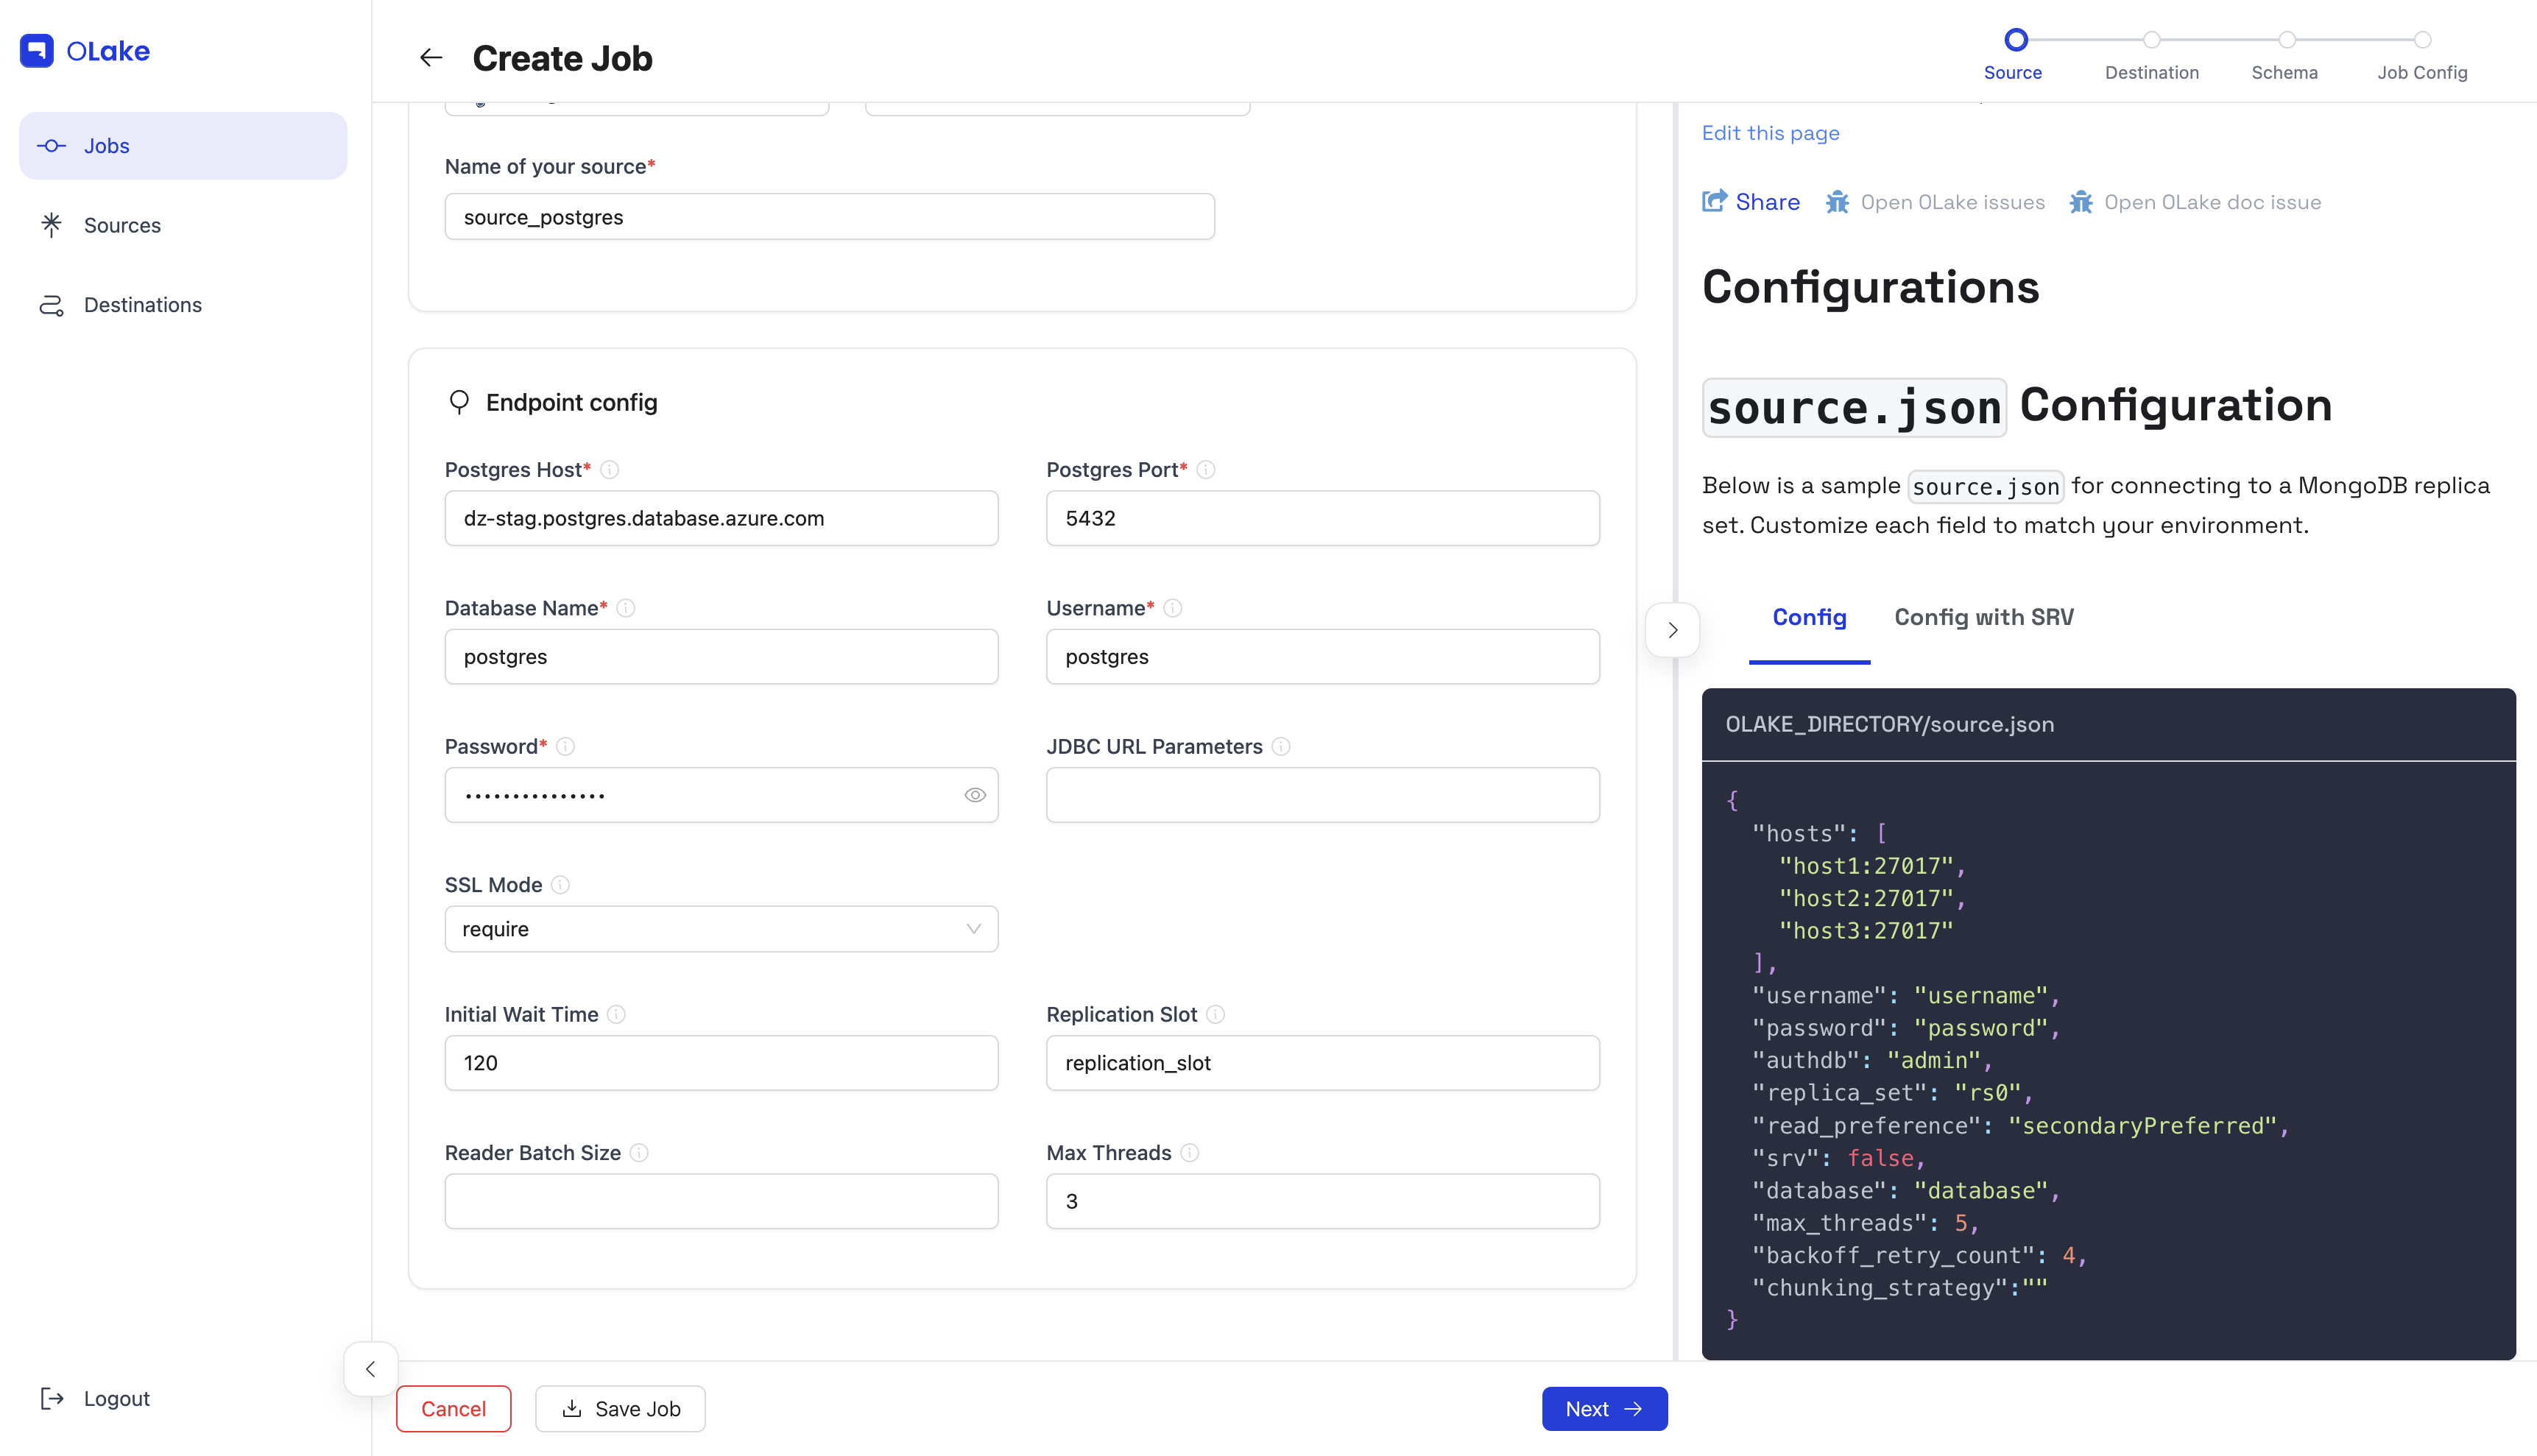 OLake
Jobs
Sources
Destinations
Logout
Create Job
Source
Destination
Schema
Job Config
Name of your source*
source_postgres
Endpoint config
Postgres Host*
dz-stag.postgres.database.azure.com
Postgres Port*
5432
Database Name*
postgres
Username*
postgres
Password*
•••••••••••••••
JDBC URL Parameters
SSL Mode
require
Initial Wait Time
120
Replication Slot
replication_slot
Reader Batch Size
Max Threads
3
Cancel
Save Job
Next
Edit this page
Share
Open OLake issues
Open OLake doc issue
Configurations
source.json Configuration
Below is a sample source.json for connecting to a MongoDB replica
set. Customize each field to match your environment.
Config
Config with SRV
OLAKE_DIRECTORY/source.json
{
"hosts": [
"host1:27017",
"host2:27017",
"host3:27017"
],
"username": "username",
"password": "password",
"authdb": "admin",
"replica_set": "rs0",
"read_preference": "secondaryPreferred",
"srv": false,
"database": "database",
"max_threads": 5,
"backoff_retry_count": 4,
"chunking_strategy":""
}